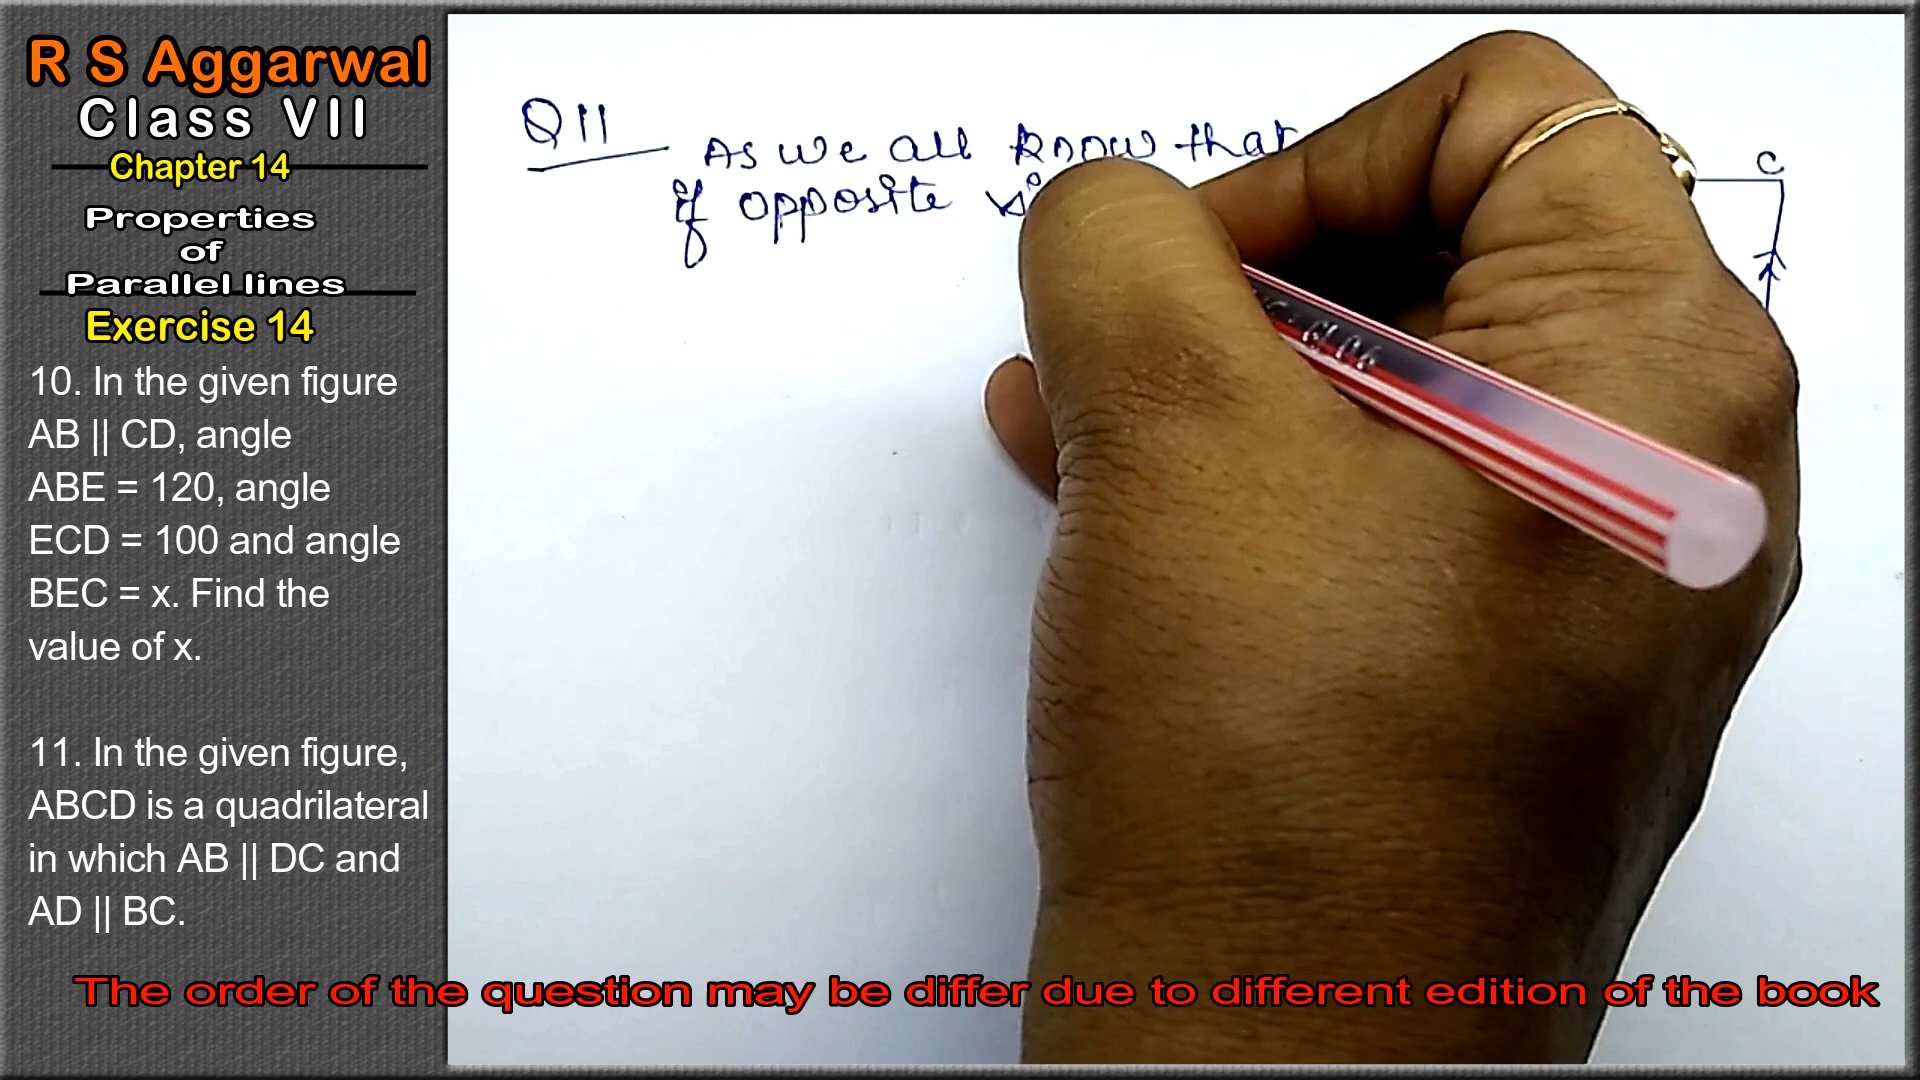 R S Aggarwal
Class VII
Chapter 14
Properties
of
Parallel lines
Exercise 14
10. In the given figure
AB || CD, angle
ABE = 120, angle
ECD = 100 and angle
BEC = x. Find the
value of x.
11. In the given figure,
ABCD is a quadrilateral
in which AB || DC and
AD || BC.
Q11
As we all know that
if opposite
C
The order of the question may be differ due to different edition of the book